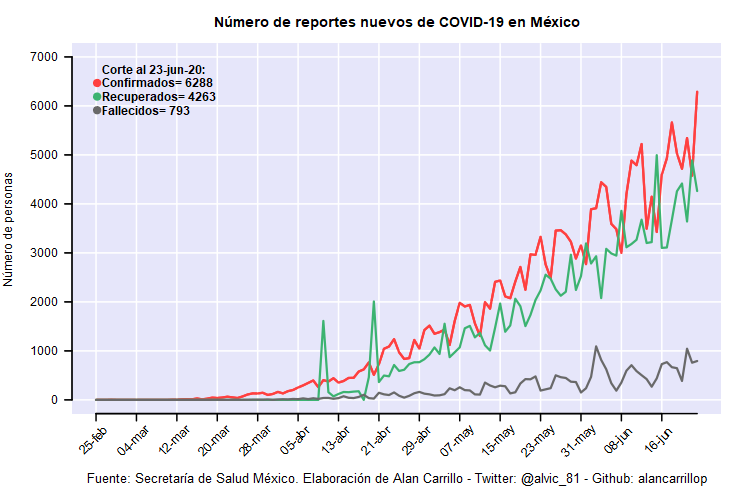 Número de reportes nuevos de COVID-19 en México
Número de personas
7000
6000
5000
4000
3000
2000
1000
0
Corte al 23-jun-20:
Confirmados= 6288
Recuperados= 4263
Fallecidos= 793
25-feb
04-mar
12-mar
20-mar
28-mar
05-abr
13-abr
21-abr
29-abr
07-may
15-may
23-may
31-may
08-jun
16-jun
Fuente: Secretaría de Salud México. Elaboración de Alan Carrillo - Twitter: @alvic_81 - Github: alancarrillop